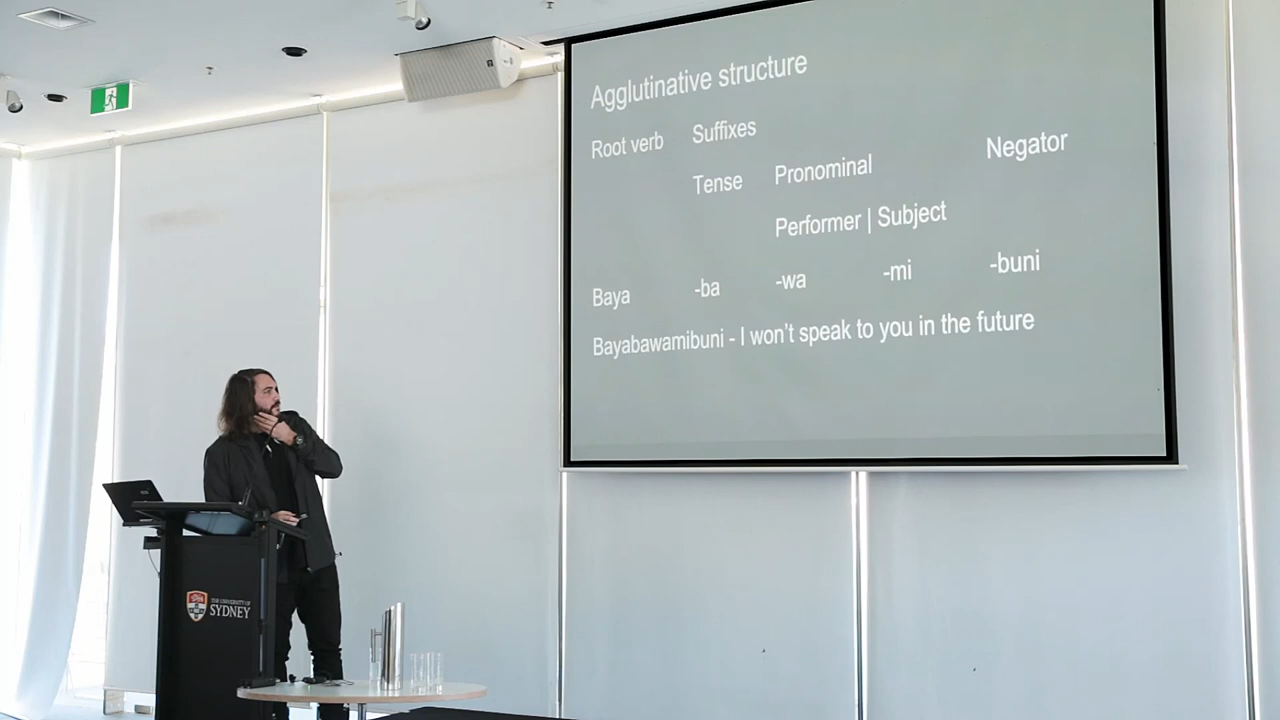 Agglutinative structure
Root verb Suffixes Negator
Tense Pronominal
Performer | Subject
Baya -ba -wa -mi -buni
Bayabawamibuni - I won't speak to you in the future
THE UNIVERSITY OF
SYDNEY